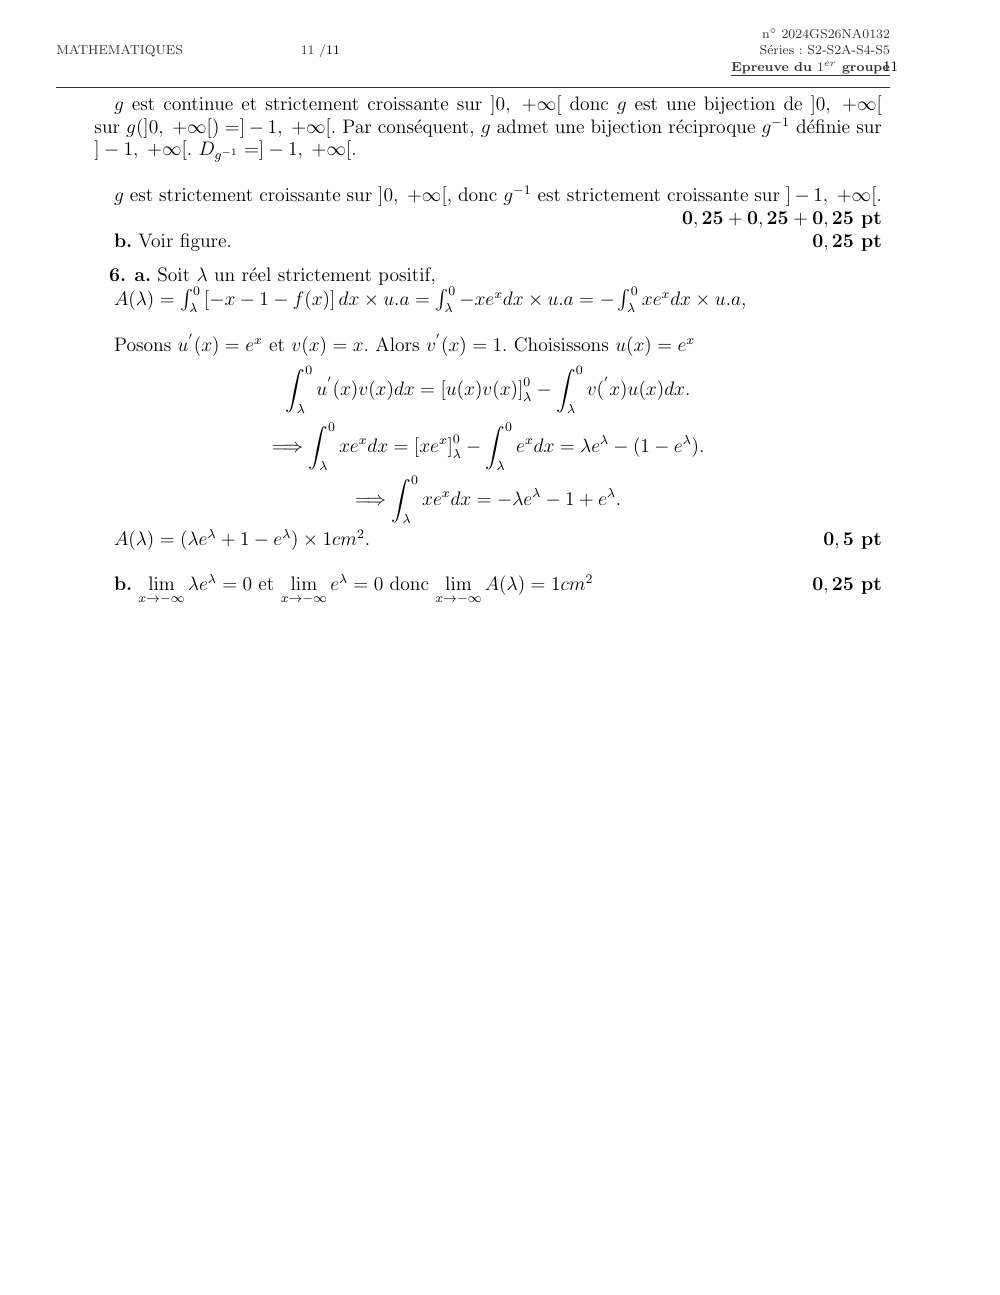 n° 2024GS26NA0132
MATHEMATIQUES 11 /11 Séries : S2-S2A-S4-S5
Epreuve du 1er groupe 11
g est continue et strictement croissante sur ]0, +∞[ donc g est une bijection de ]0, +∞[
sur g(]0, +∞[) =] − 1, +∞[. Par conséquent, g admet une bijection réciproque g⁻¹ définie sur
] − 1, +∞[. D_{g⁻¹} =] − 1, +∞[.
g est strictement croissante sur ]0, +∞[, donc g⁻¹ est strictement croissante sur ] − 1, +∞[.
0, 25 + 0, 25 + 0, 25 pt
b. Voir figure. 0, 25 pt
6. a. Soit λ un réel strictement positif,
A(λ) = ∫_λ^0 [−x − 1 − f(x)] dx × u.a = ∫_λ^0 −xe^x dx × u.a = − ∫_λ^0 xe^x dx × u.a,
Posons u′(x) = e^x et v(x) = x. Alors v′(x) = 1. Choisissons u(x) = e^x
∫_λ^0 u′(x)v(x)dx = [u(x)v(x)]_λ^0 − ∫_λ^0 v(′x)u(x)dx.
⟹ ∫_λ^0 xe^x dx = [xe^x]_λ^0 − ∫_λ^0 e^x dx = λe^λ − (1 − e^λ).
⟹ ∫_λ^0 xe^x dx = −λe^λ − 1 + e^λ.
A(λ) = (λe^λ + 1 − e^λ) × 1cm². 0, 5 pt
b. lim_{x→−∞} λe^λ = 0 et lim_{x→−∞} e^λ = 0 donc lim_{x→−∞} A(λ) = 1cm² 0, 25 pt